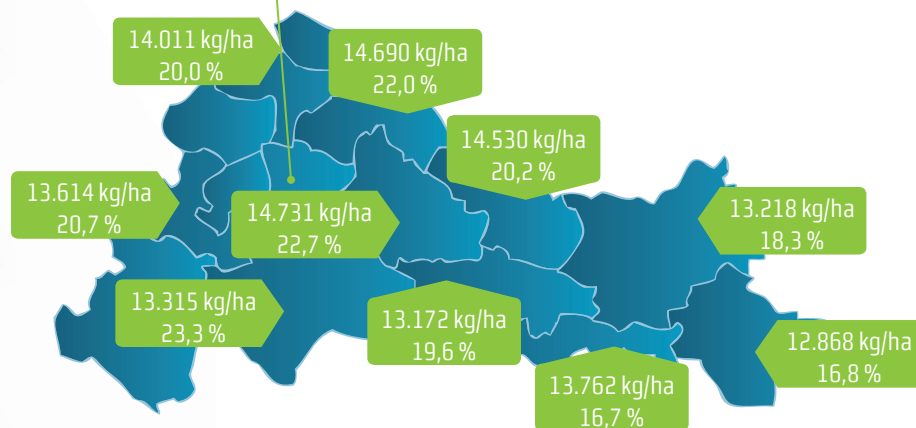 14.011 kg/ha
20,0 %
14.690 kg/ha
22,0 %
14.530 kg/ha
20,2 %
13.614 kg/ha
20,7 %
14.731 kg/ha
22,7 %
13.218 kg/ha
18,3 %
13.315 kg/ha
23,3 %
13.172 kg/ha
19,6 %
12.868 kg/ha
16,8 %
13.762 kg/ha
16,7 %